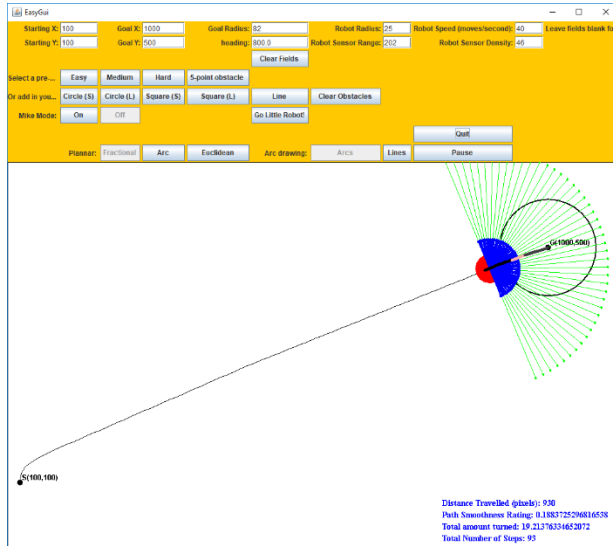 EasyGui
Starting X: 100 Goal X: 1000 Goal Radius: 82 Robot Radius: 25 Robot Speed (moves/second): 40 Leave fields blank fo
Starting Y: 100 Goal Y: 500 heading: 800.0 Robot Sensor Range: 202 Robot Sensor Density: 46
Clear Fields
Select a pre-... Easy Medium Hard 5-point obstacle
Or add in you... Circle (S) Circle (L) Square (S) Square (L) Line Clear Obstacles
Mike Mode: On Off Go Little Robot!
Quit
Planner: Fractional Arc Euclidean Arc drawing: Arcs Lines Pause
G(1000,500)
S(100,100)
Distance Travelled (pixels): 930
Path Smoothness Rating: 0.1883725296816538
Total amount turned: 19.21376334652072
Total Number of Steps: 93